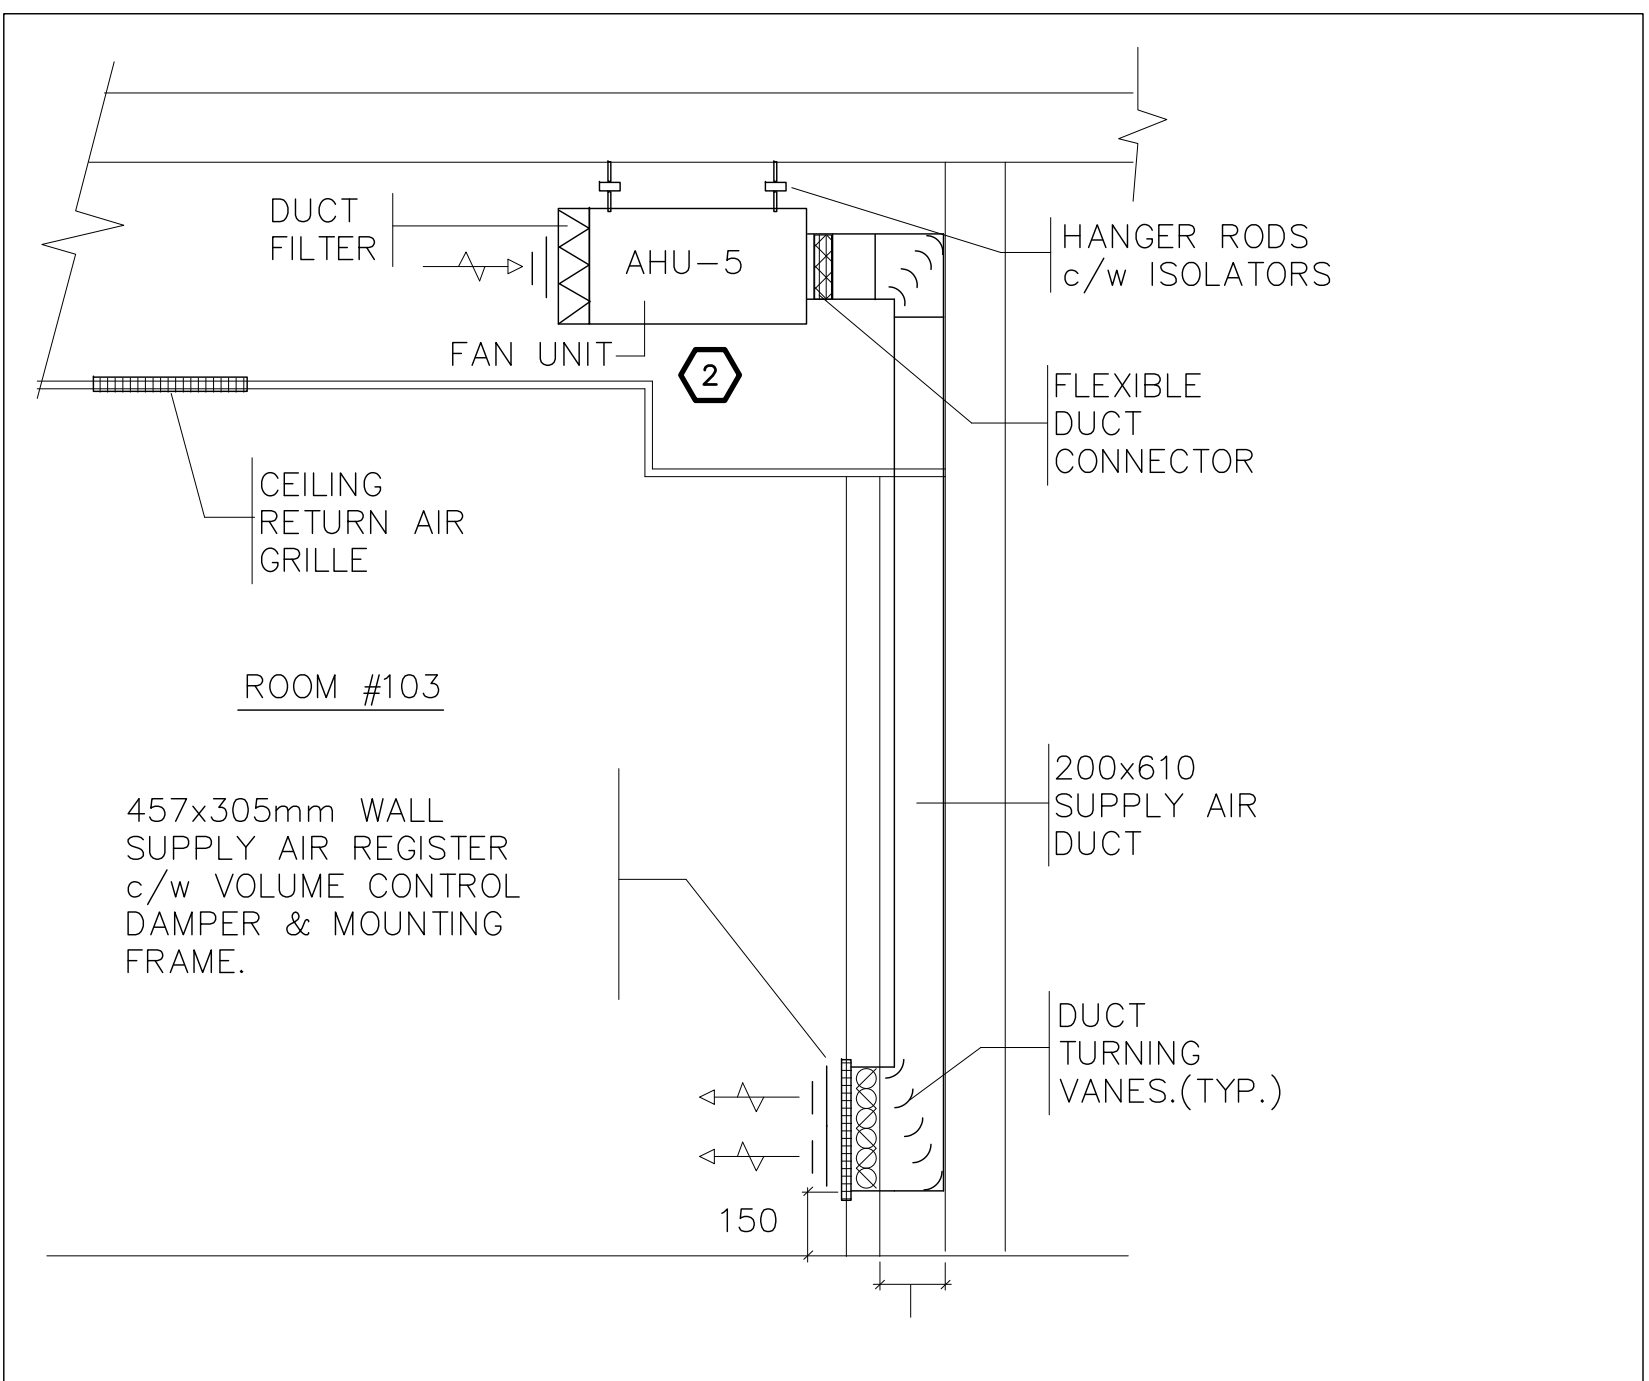 DUCT
FILTER
AHU-5
HANGER RODS
c/w ISOLATORS
FAN UNIT
2
FLEXIBLE
DUCT
CONNECTOR
CEILING
RETURN AIR
GRILLE
ROOM #103
200x610
SUPPLY AIR
DUCT
457x305mm WALL
SUPPLY AIR REGISTER
c/w VOLUME CONTROL
DAMPER & MOUNTING
FRAME.
DUCT
TURNING
VANES.(TYP.)
150